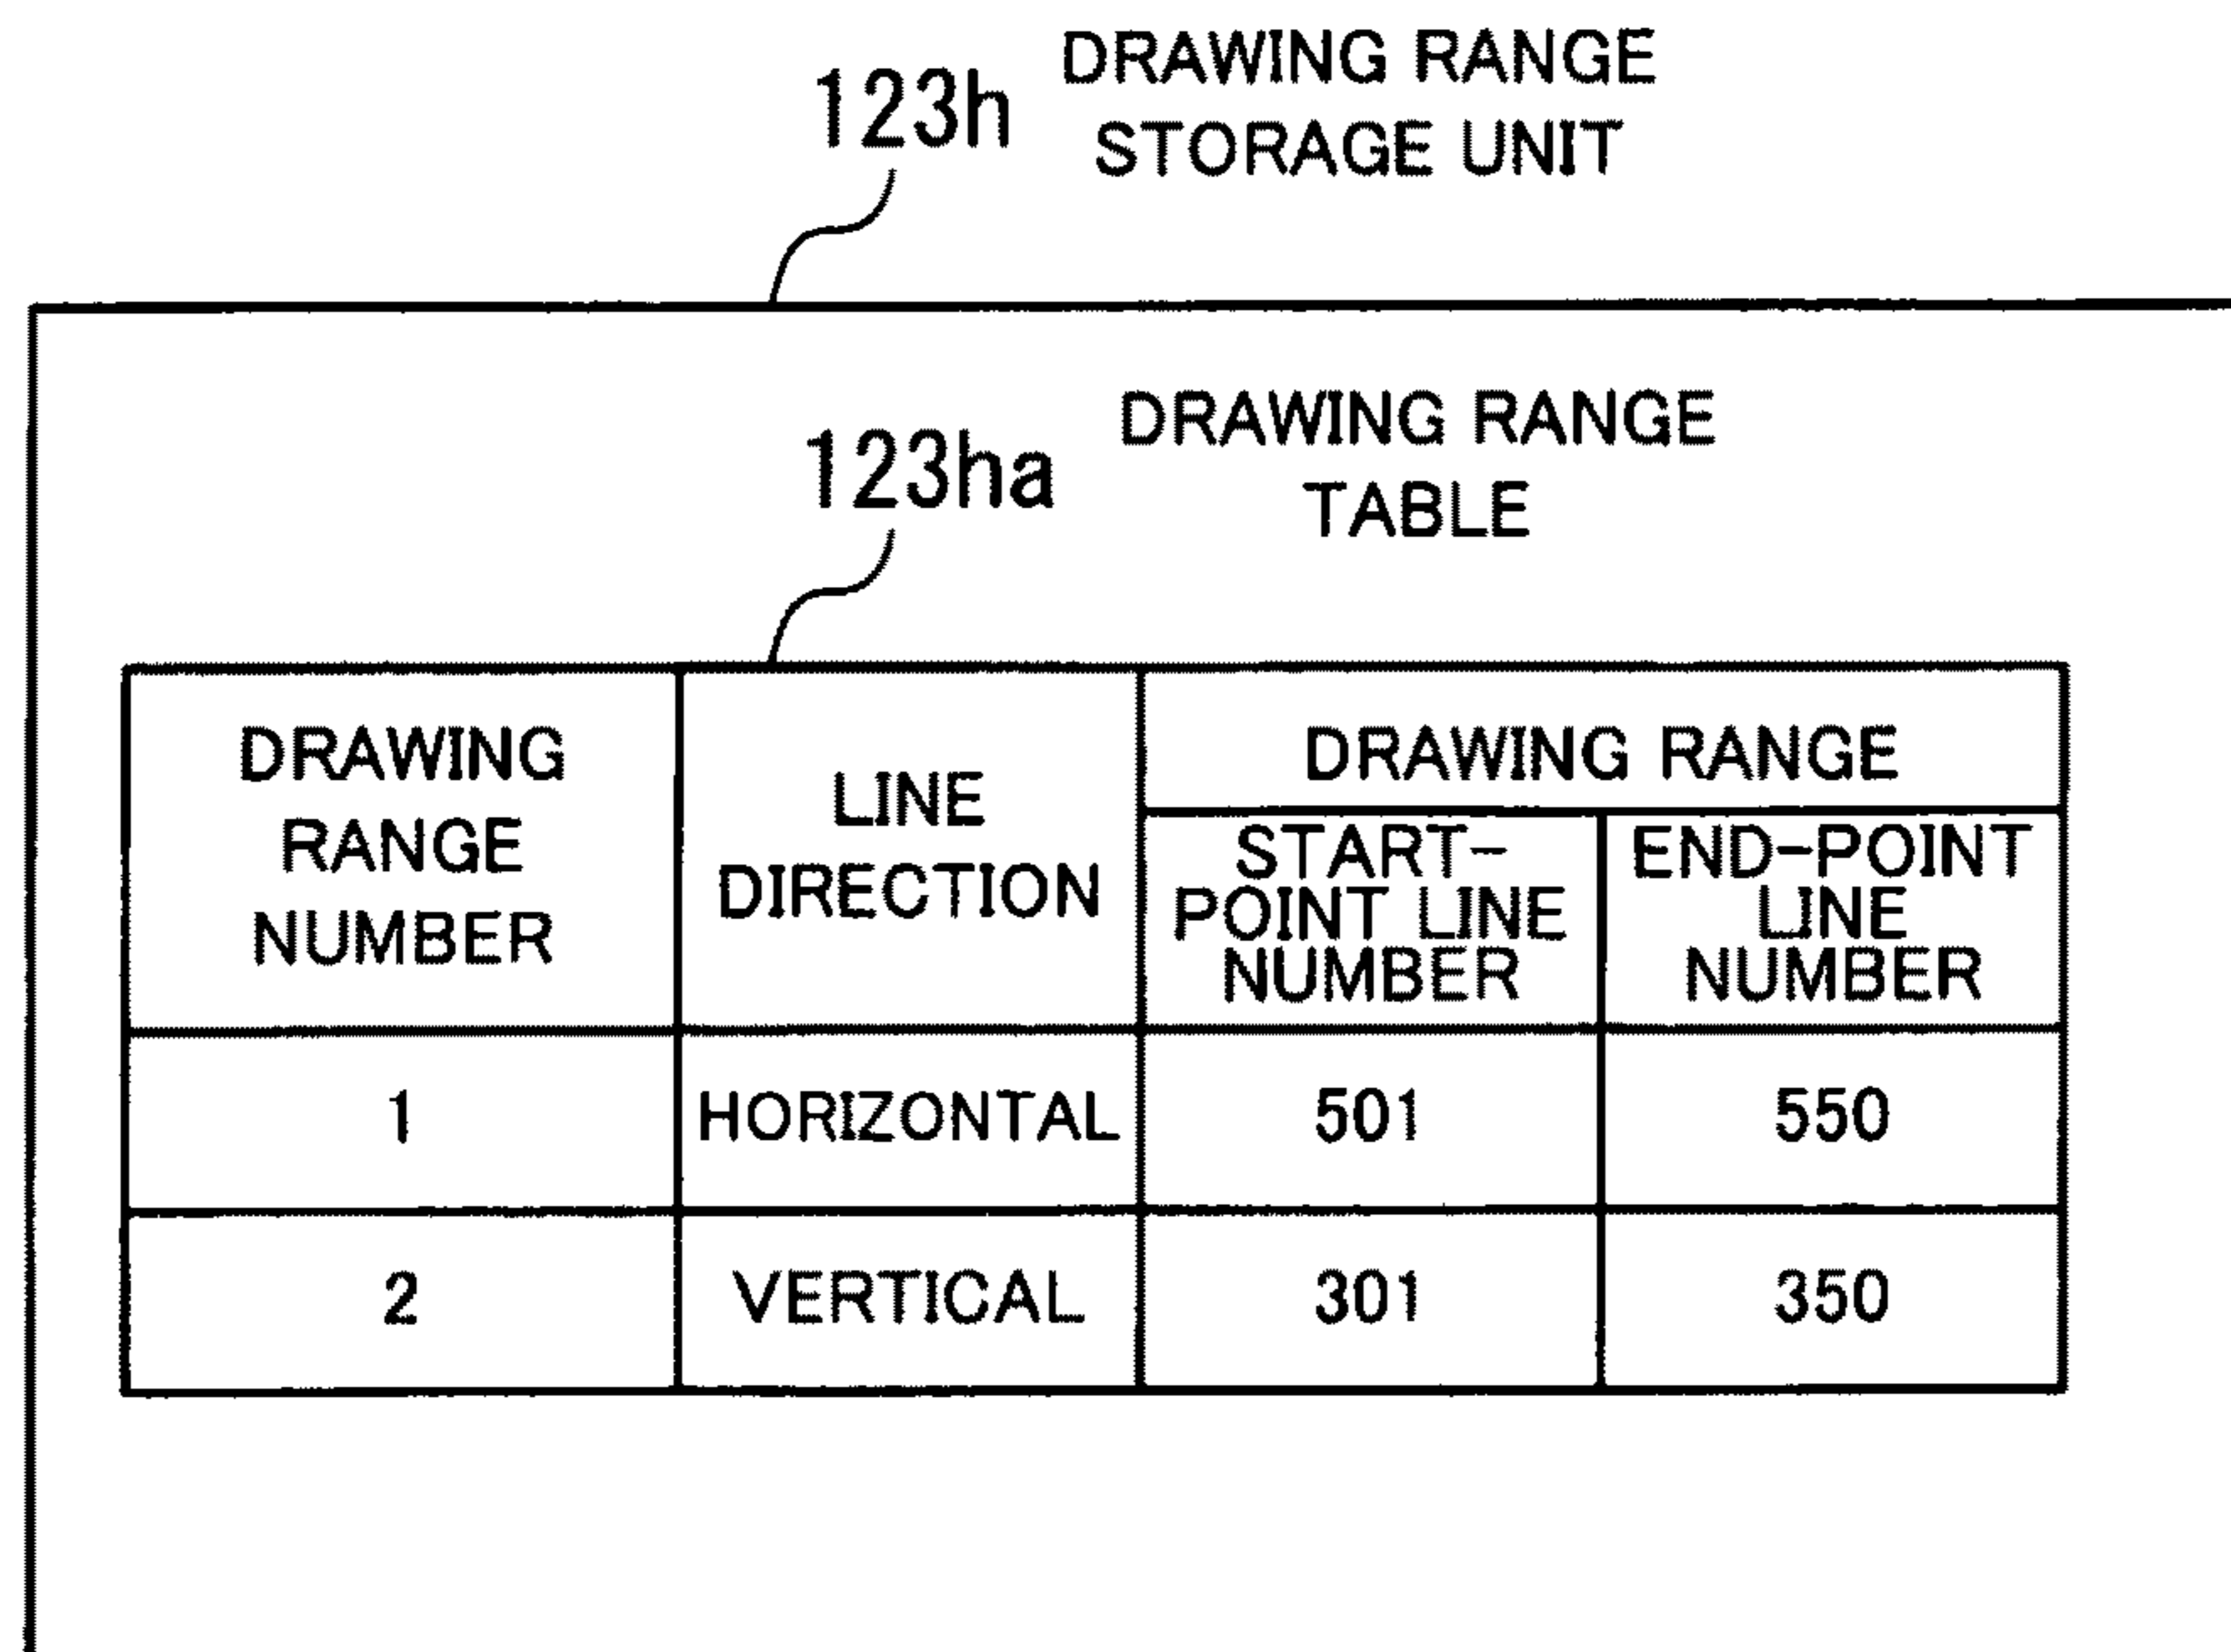 123h
DRAWING RANGE
STORAGE UNIT
123ha
DRAWING RANGE
TABLE
DRAWING
RANGE
NUMBER
LINE
DIRECTION
DRAWING RANGE
START-
POINT LINE
NUMBER
END-POINT
LINE
NUMBER
1 HORIZONTAL 501 550
2 VERTICAL 301 350